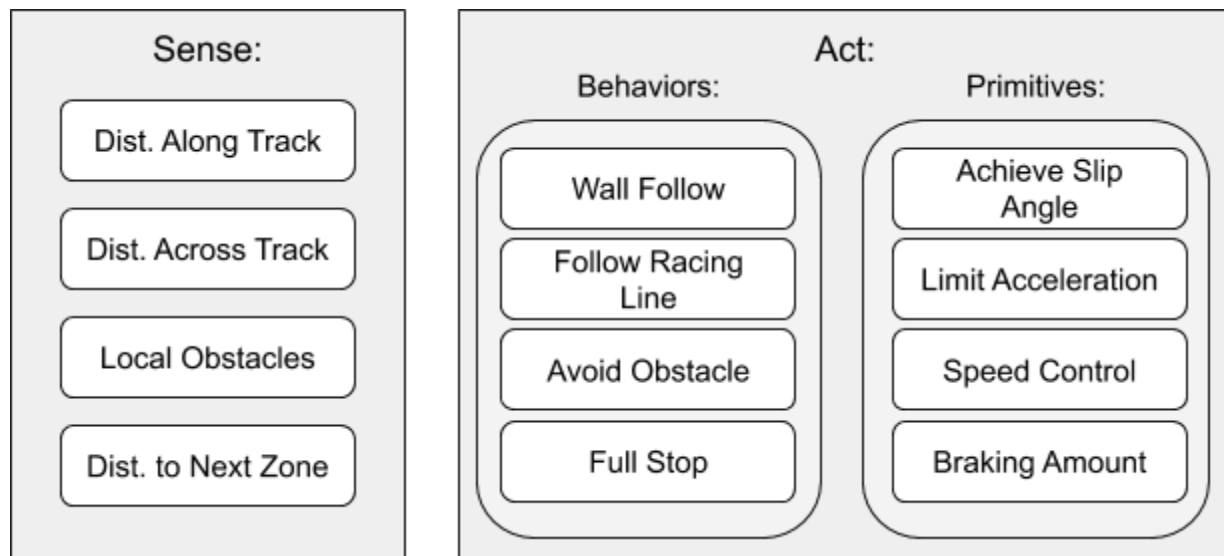 Sense:
Dist. Along Track
Dist. Across Track
Local Obstacles
Dist. to Next Zone
Act:
Behaviors:
Wall Follow
Follow Racing
Line
Avoid Obstacle
Full Stop
Primitives:
Achieve Slip
Angle
Limit Acceleration
Speed Control
Braking Amount